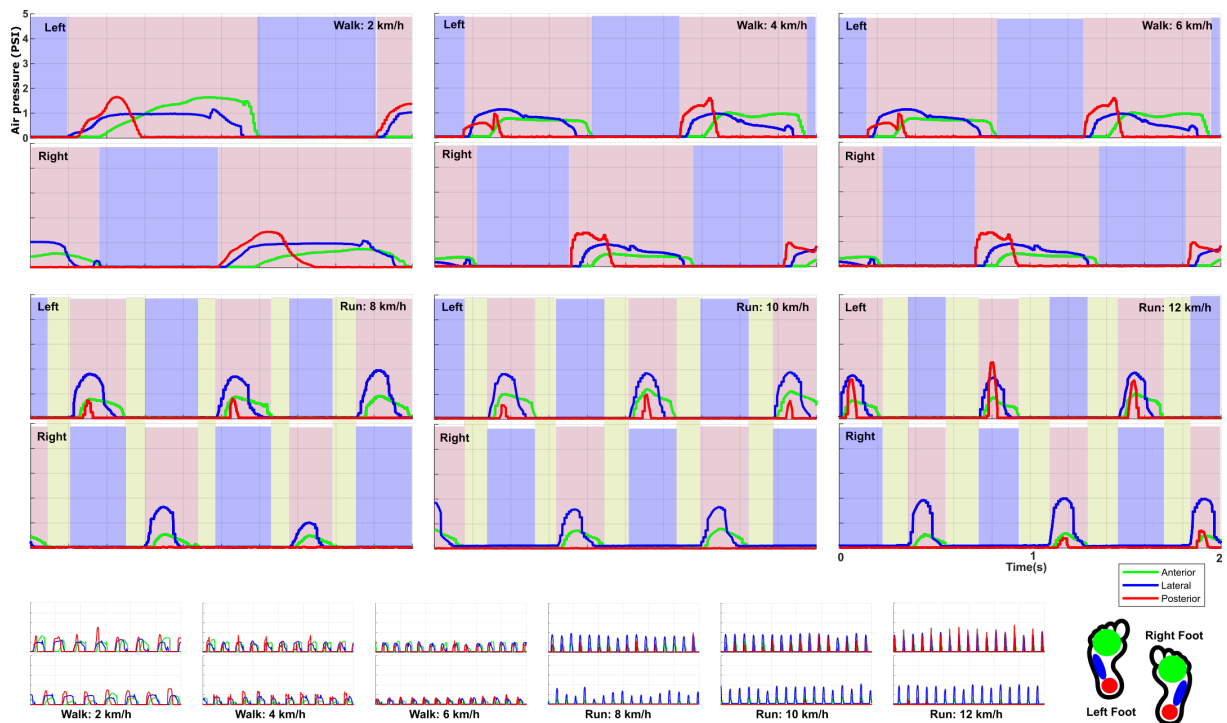 5
4
3
2
1
0
Air pressure (PSI)
Left
Walk: 2 km/h
Left
Walk: 4 km/h
Left
Walk: 6 km/h
Right
Right
Right
Left
Run: 8 km/h
Left
Run: 10 km/h
Left
Run: 12 km/h
Right
Right
Right
0
1
2
Time(s)
Anterior
Lateral
Posterior
Walk: 2 km/h
Walk: 4 km/h
Walk: 6 km/h
Run: 8 km/h
Run: 10 km/h
Run: 12 km/h
Right Foot
Left Foot